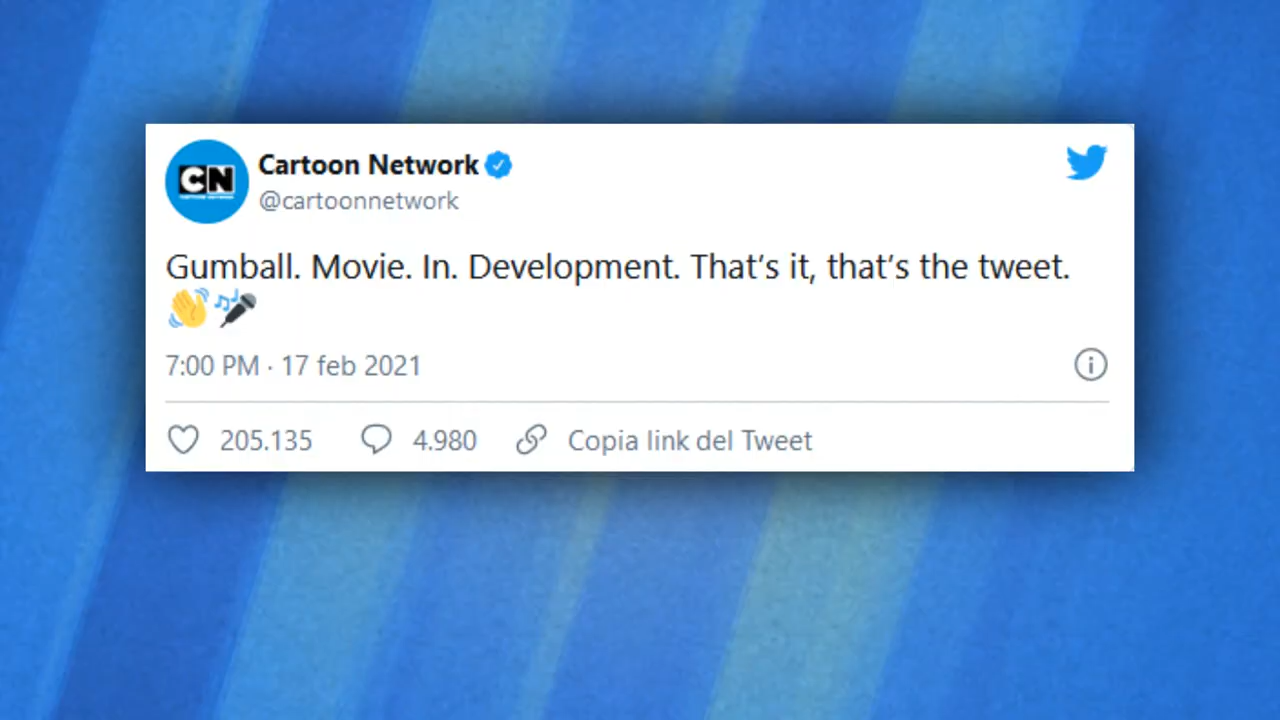 CN
Cartoon Network
@cartoonnetwork
Gumball. Movie. In. Development. That's it, that's the tweet.
👋🎤
7:00 PM · 17 feb 2021
205.135 4.980 Copia link del Tweet